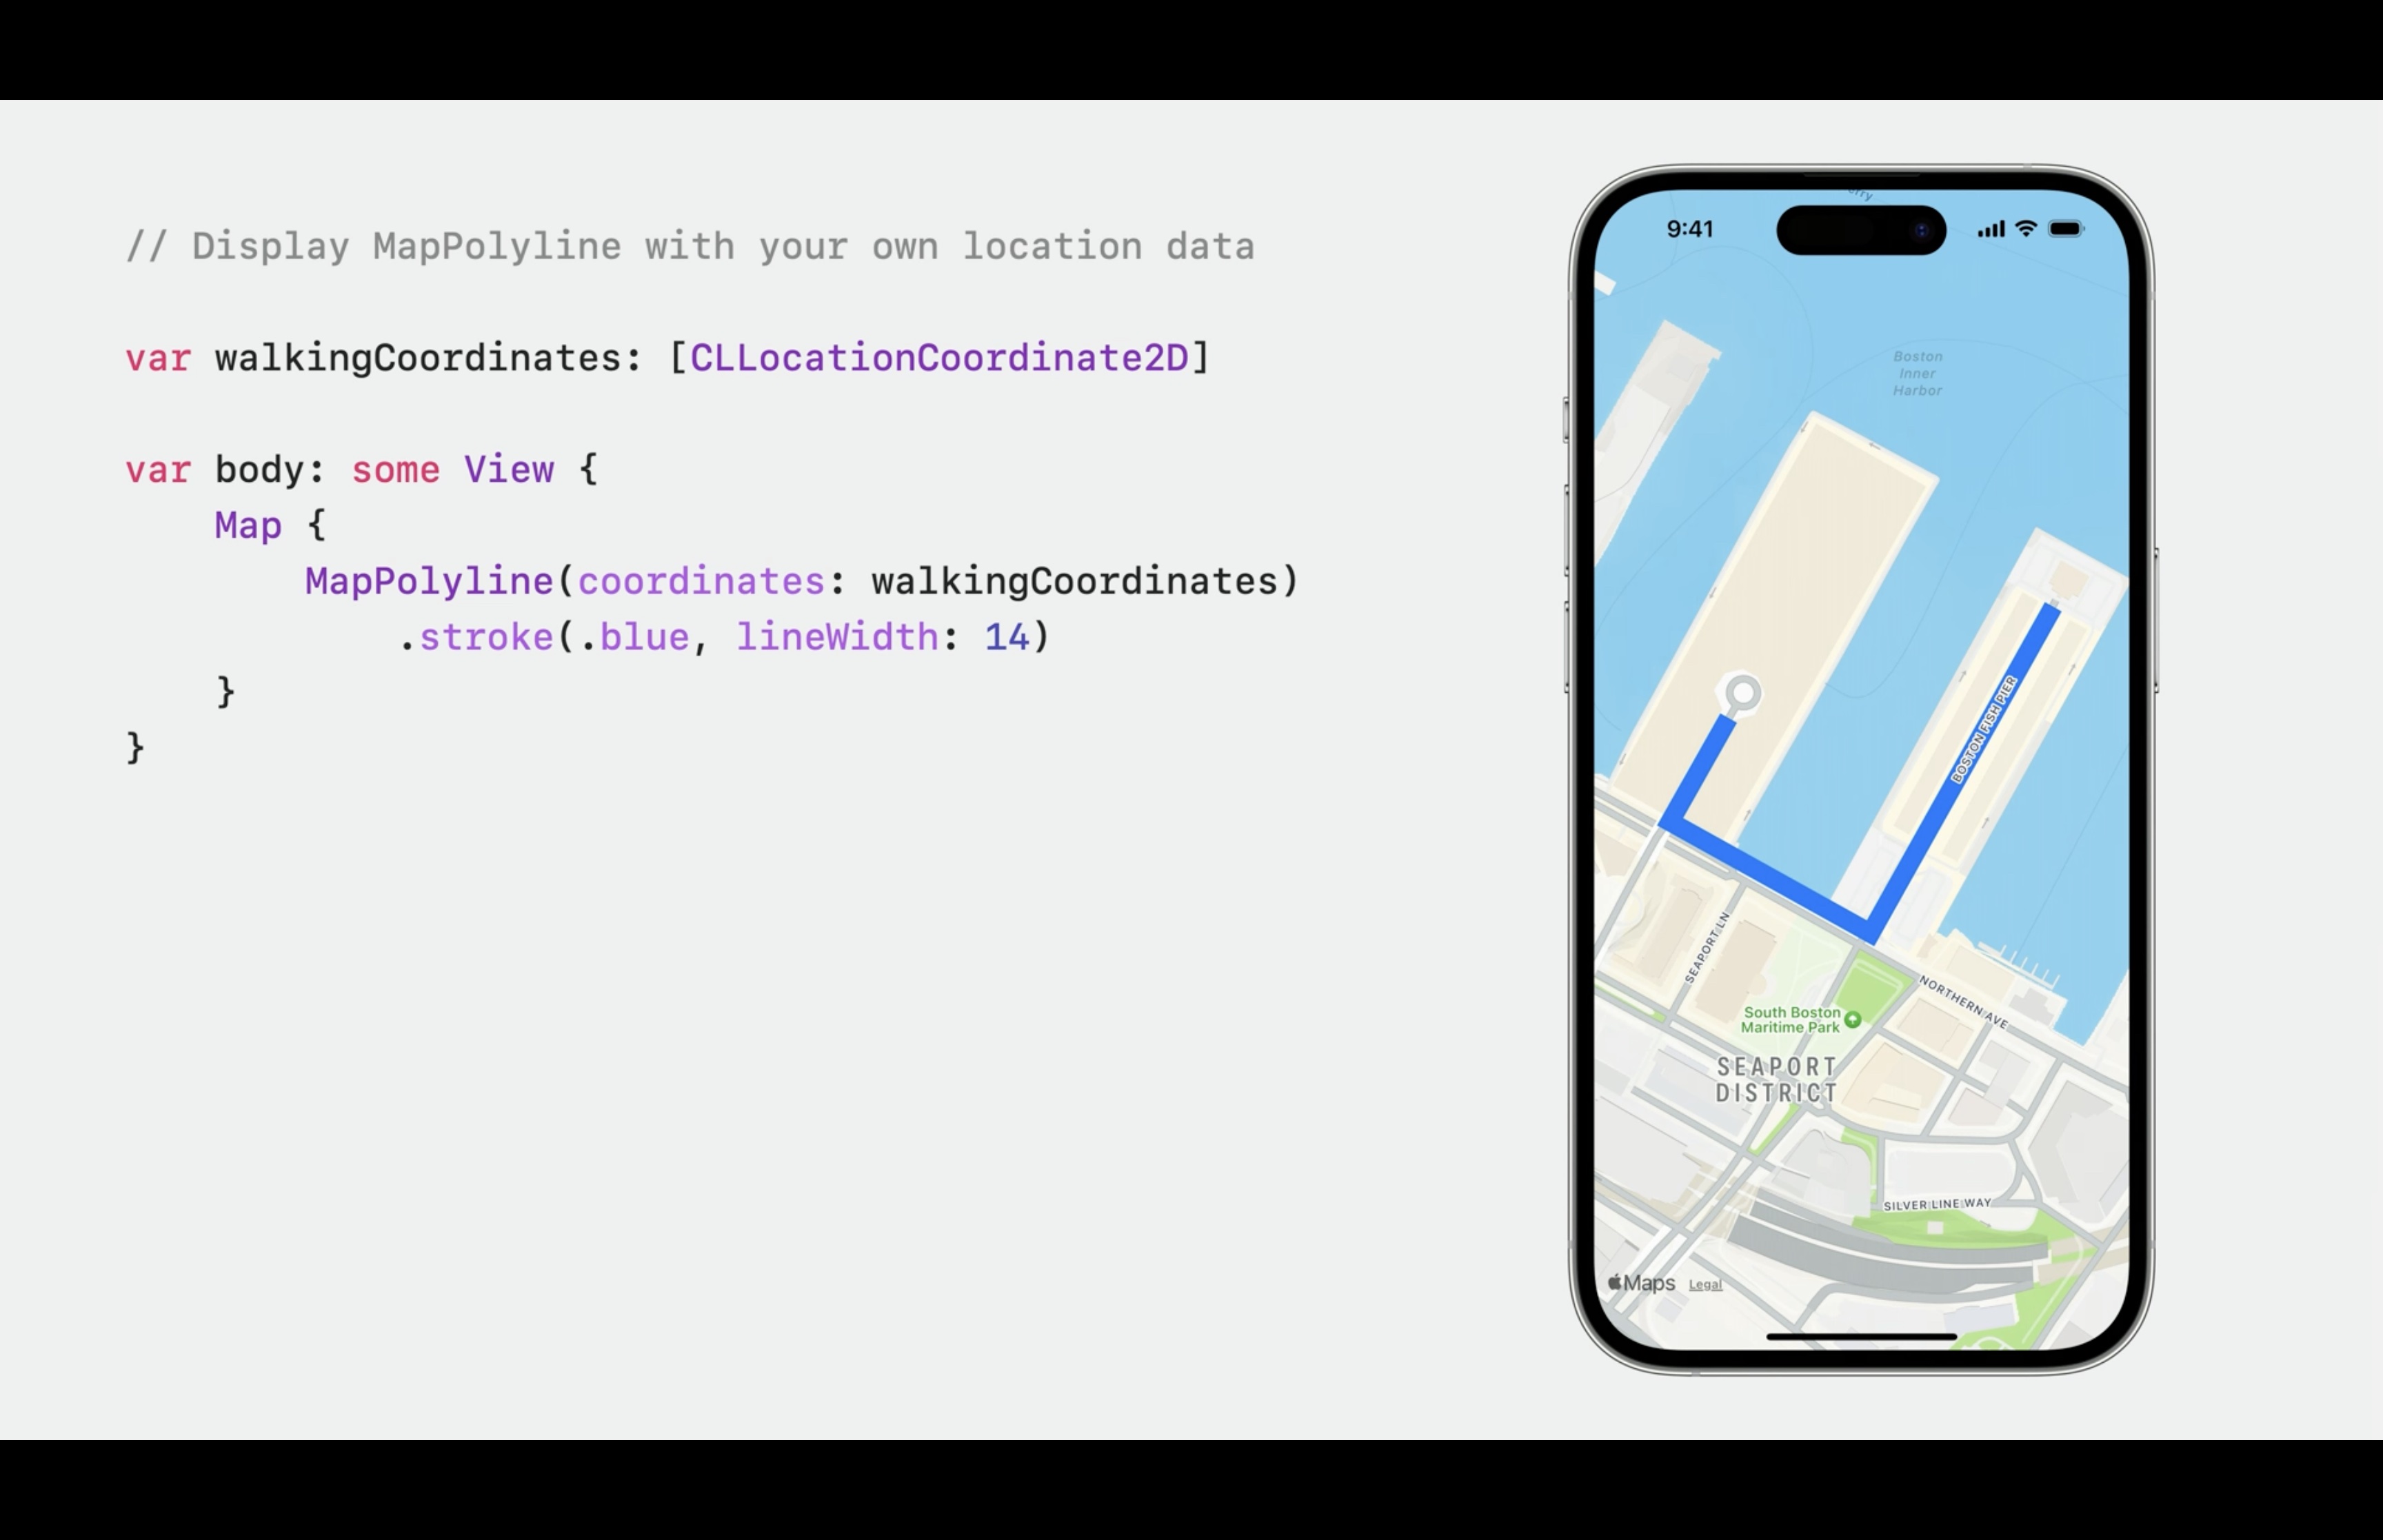 // Display MapPolyline with your own location data
var walkingCoordinates: [CLLocationCoordinate2D]
var body: some View {
    Map {
        MapPolyline(coordinates: walkingCoordinates)
            .stroke(.blue, lineWidth: 14)
    }
}
9:41
Boston
Inner
Harbor
BOSTON FISH PIER
SEAPORT LN
NORTHERN AVE
South Boston
Maritime Park
SEAPORT
DISTRICT
SILVER LINE WAY
Maps Legal